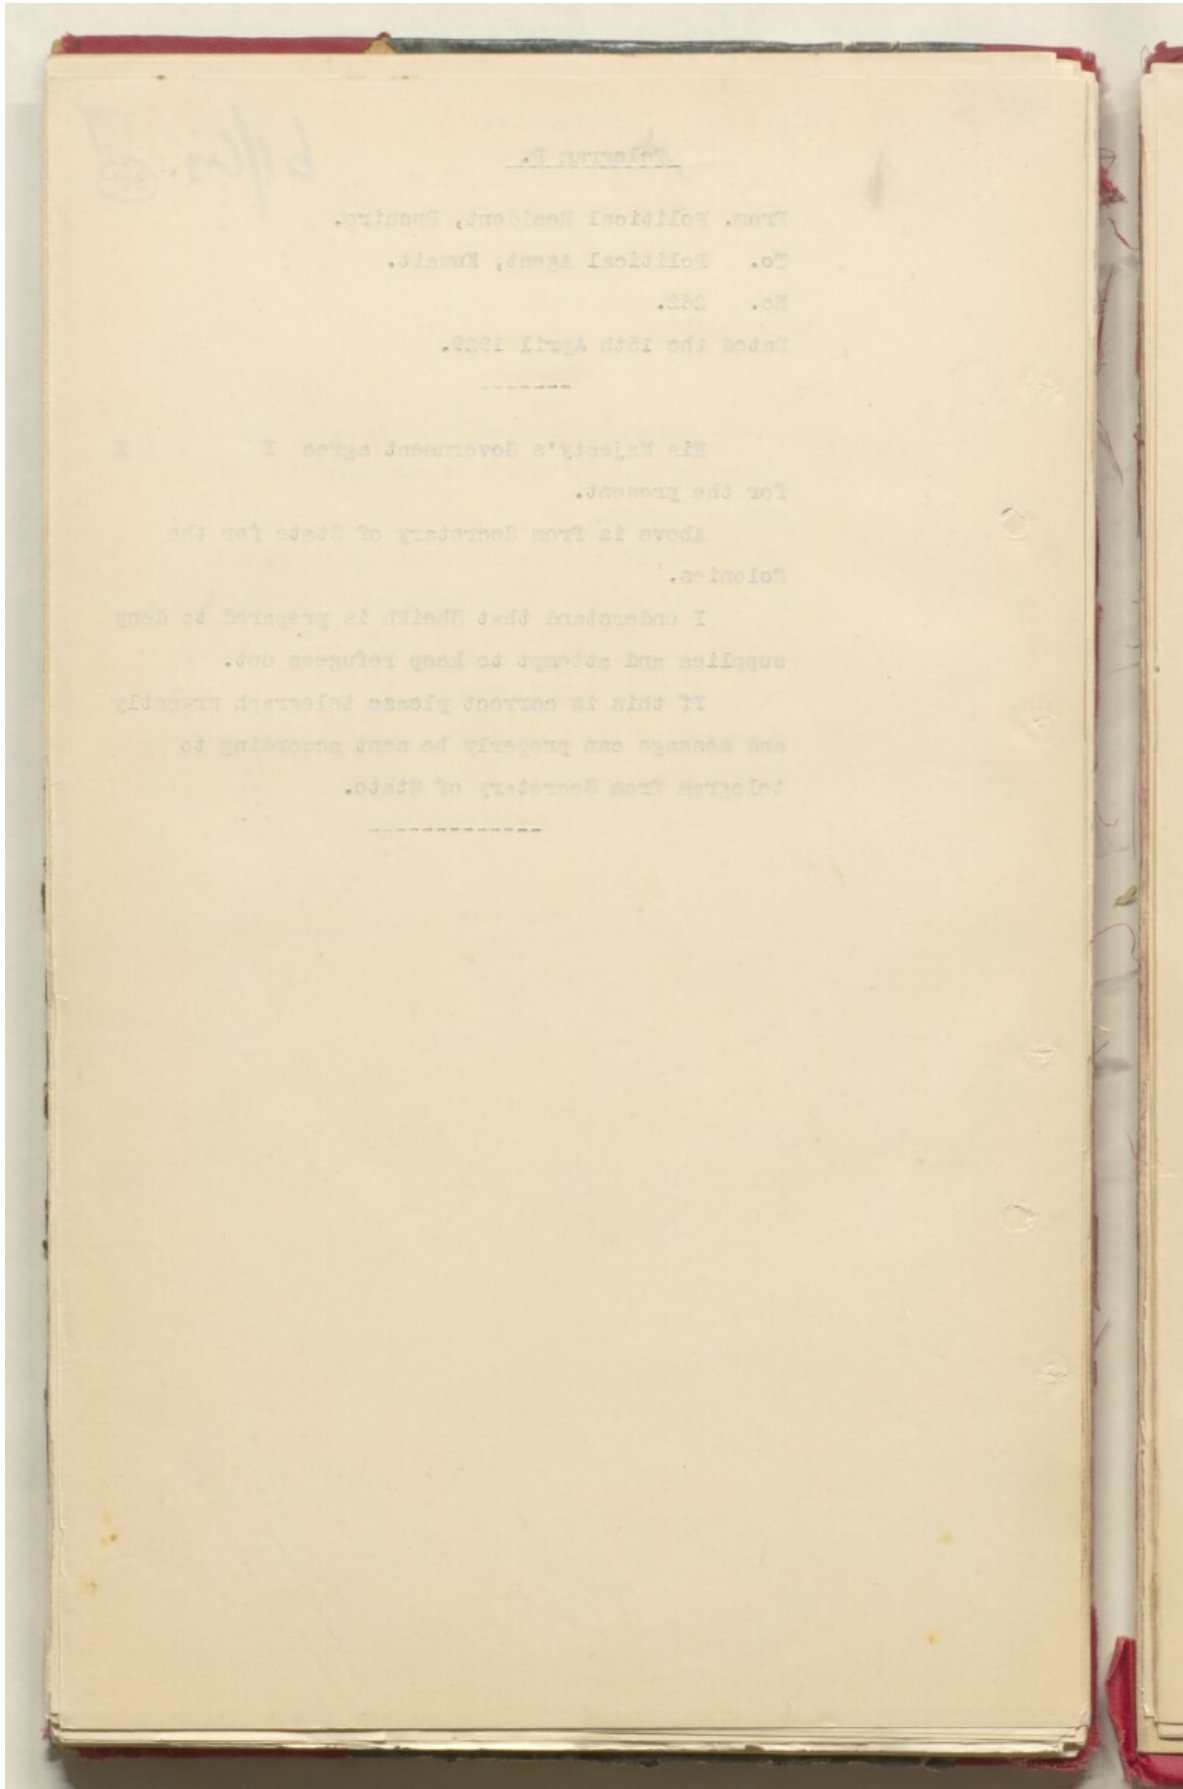 Telegram P.
From. Political Resident, Bushire.
To. Political Agent, Kuwait.
No. 262.
Dated the 15th April 1929.
-------
His Majesty's Government agree X X
for the present.
Above is from Secretary of State for the
Colonies.
I understand that Sheikh is prepared to deny
supplies and attempt to keep refugees out.
If this is correct please telegraph urgently
and message can properly be sent according to
telegram from Secretary of State.
--------------